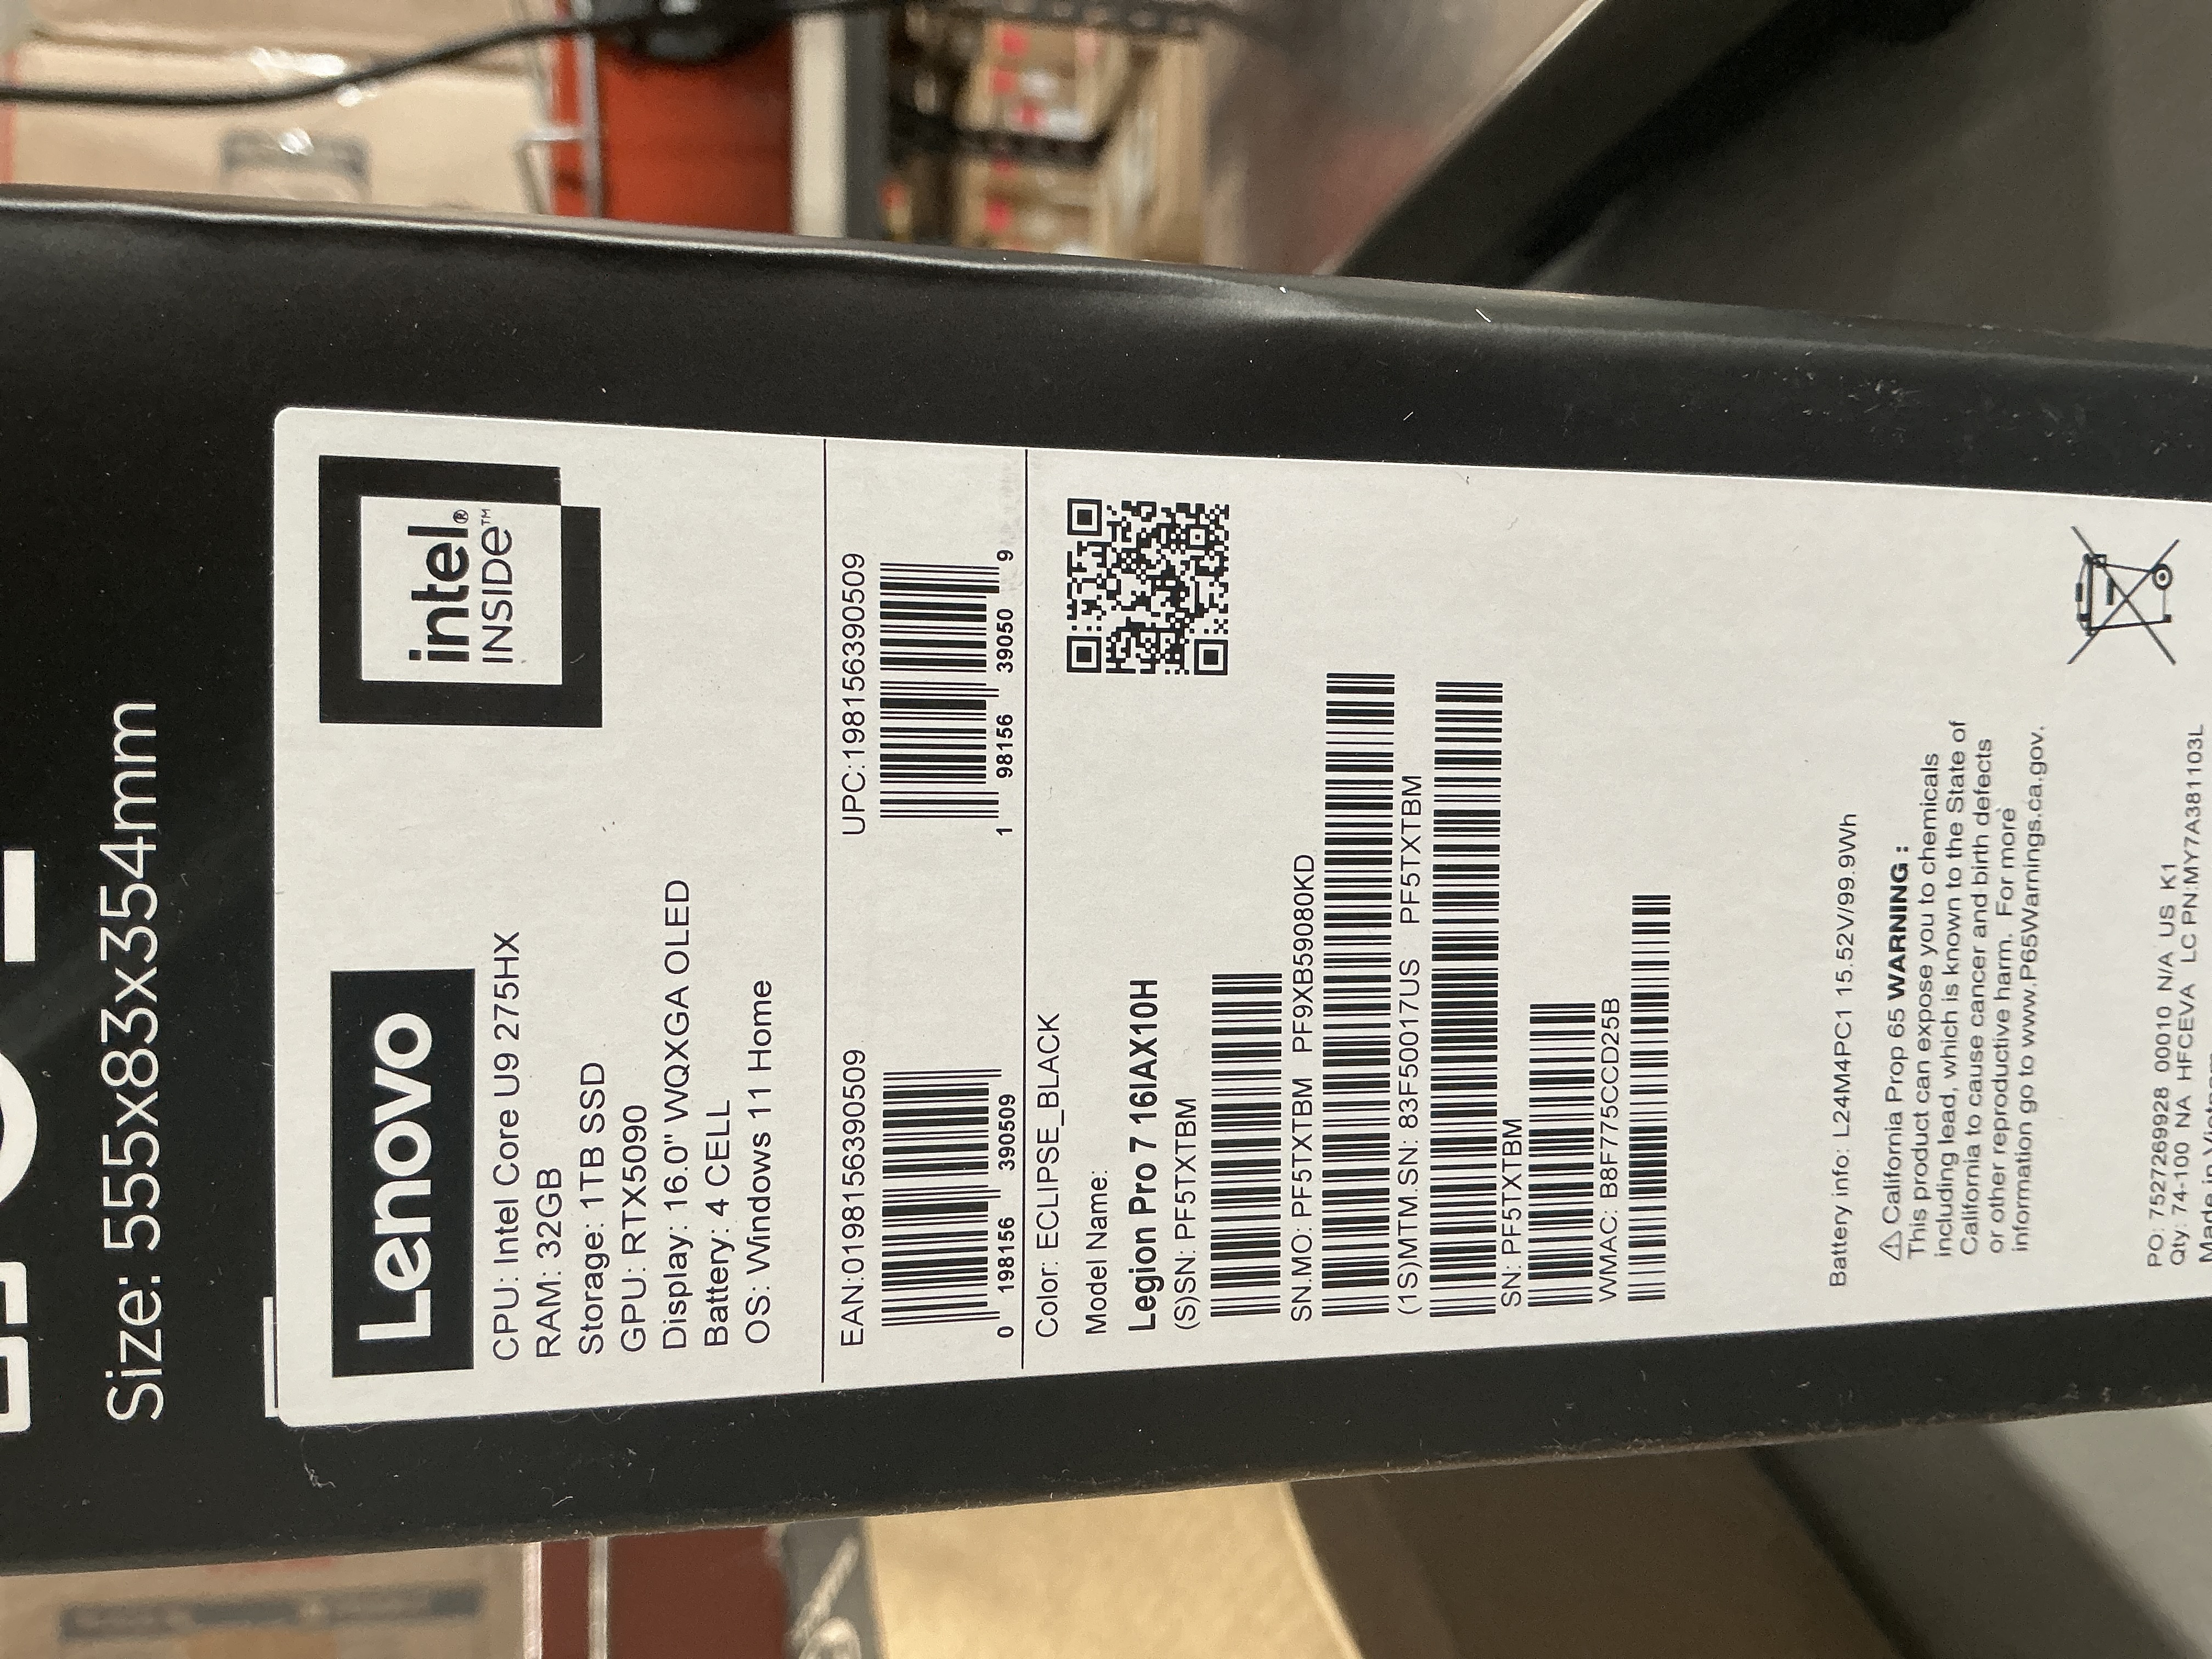 Size: 555x83x354mm
Lenovo
intel®
INSIDE™
CPU: Intel Core U9 275HX
RAM: 32GB
Storage: 1TB SSD
GPU: RTX5090
Display: 16.0" WQXGA OLED
Battery: 4 CELL
OS: Windows 11 Home
EAN:0198156390509
0 198156 390509
UPC:198156390509
1 98156 39050 9
Color: ECLIPSE_BLACK
Model Name:
Legion Pro 7 16IAX10H
(S)SN: PF5TXTBM
SN.MO: PF5TXTBM PF9XB59080KD
(1S)MTM.SN: 83F50017US PF5TXTBM
SN: PF5TXTBM
WMAC: B8F775CCD25B
Battery info: L24M4PC1 15.52V/99.9Wh
⚠ California Prop 65 WARNING :
This product can expose you to chemicals
including lead, which is known to the State of
California to cause cancer and birth defects
or other reproductive harm. For more
information go to www.P65Warnings.ca.gov.
PO: 7527269928 00010 N/A US K1
Qty: 74-100 NA HFCEVA LC PN:MY7A381103L
Made in Vietnam